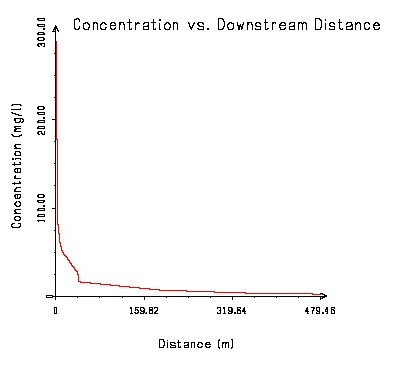 Concentration vs. Downstream Distance
300.00
200.00
100.00
0
Concentration (mg/l)
0 159.82 319.64 479.46
Distance (m)